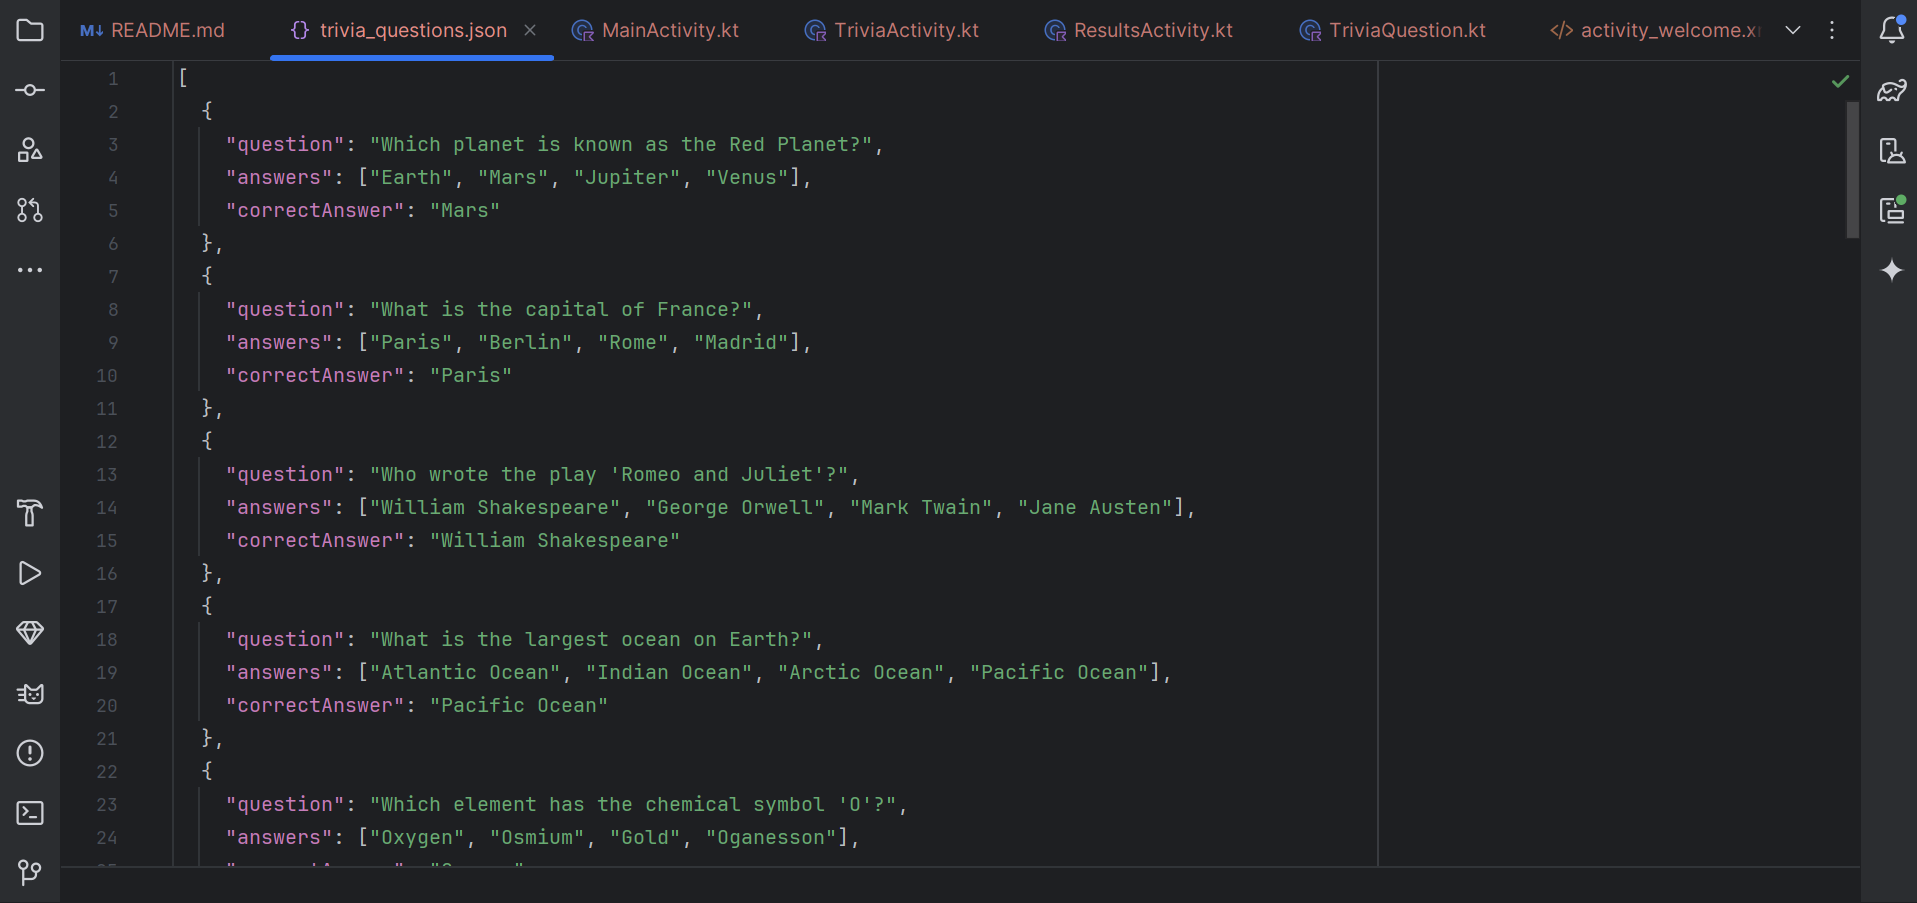 README.md trivia_questions.json MainActivity.kt TriviaActivity.kt ResultsActivity.kt TriviaQuestion.kt activity_welcome.x
1 [
2 {
3 "question": "Which planet is known as the Red Planet?",
4 "answers": ["Earth", "Mars", "Jupiter", "Venus"],
5 "correctAnswer": "Mars"
6 },
7 {
8 "question": "What is the capital of France?",
9 "answers": ["Paris", "Berlin", "Rome", "Madrid"],
10 "correctAnswer": "Paris"
11 },
12 {
13 "question": "Who wrote the play 'Romeo and Juliet'?",
14 "answers": ["William Shakespeare", "George Orwell", "Mark Twain", "Jane Austen"],
15 "correctAnswer": "William Shakespeare"
16 },
17 {
18 "question": "What is the largest ocean on Earth?",
19 "answers": ["Atlantic Ocean", "Indian Ocean", "Arctic Ocean", "Pacific Ocean"],
20 "correctAnswer": "Pacific Ocean"
21 },
22 {
23 "question": "Which element has the chemical symbol 'O'?",
24 "answers": ["Oxygen", "Osmium", "Gold", "Oganesson"],